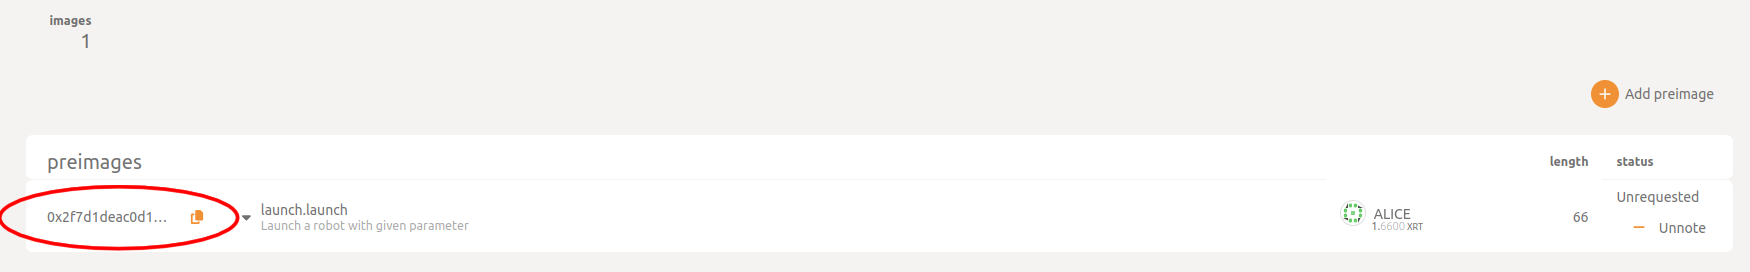 images
1
Add preimage
preimages
length
status
0x2f7d1deac0d1…
launch.launch
Launch a robot with given parameter
ALICE
1.6600 XRT
66
Unrequested
Unnote